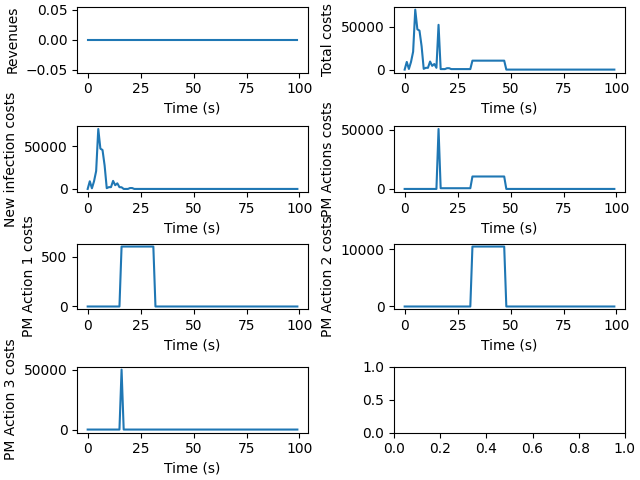 Revenues
0.05
0.00
−0.05
0 25 50 75 100
Time (s)
Total costs
50000
0
0 25 50 75 100
Time (s)
New infection costs
50000
0
0 25 50 75 100
Time (s)
PM Actions costs
50000
0
0 25 50 75 100
Time (s)
PM Action 1 costs
500
0
0 25 50 75 100
Time (s)
PM Action 2 costs
10000
0
0 25 50 75 100
Time (s)
PM Action 3 costs
50000
0
0 25 50 75 100
Time (s)
1.0
0.5
0.0
0.0 0.2 0.4 0.6 0.8 1.0